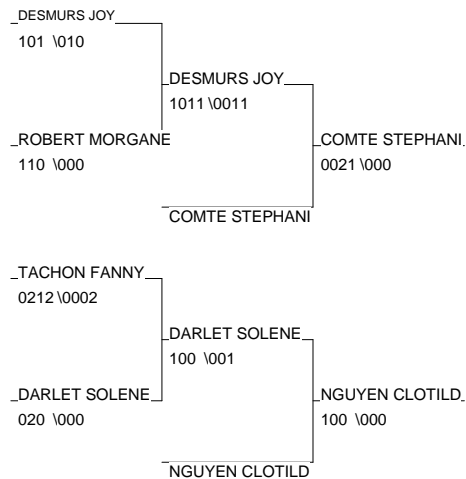 DESMURS JOY
101 \010
DESMURS JOY
1011 \0011
ROBERT MORGANE
110 \000
COMTE STEPHANI
0021 \000
COMTE STEPHANI
TACHON FANNY
0212 \0002
DARLET SOLENE
100 \001
DARLET SOLENE
020 \000
NGUYEN CLOTILD
100 \000
NGUYEN CLOTILD